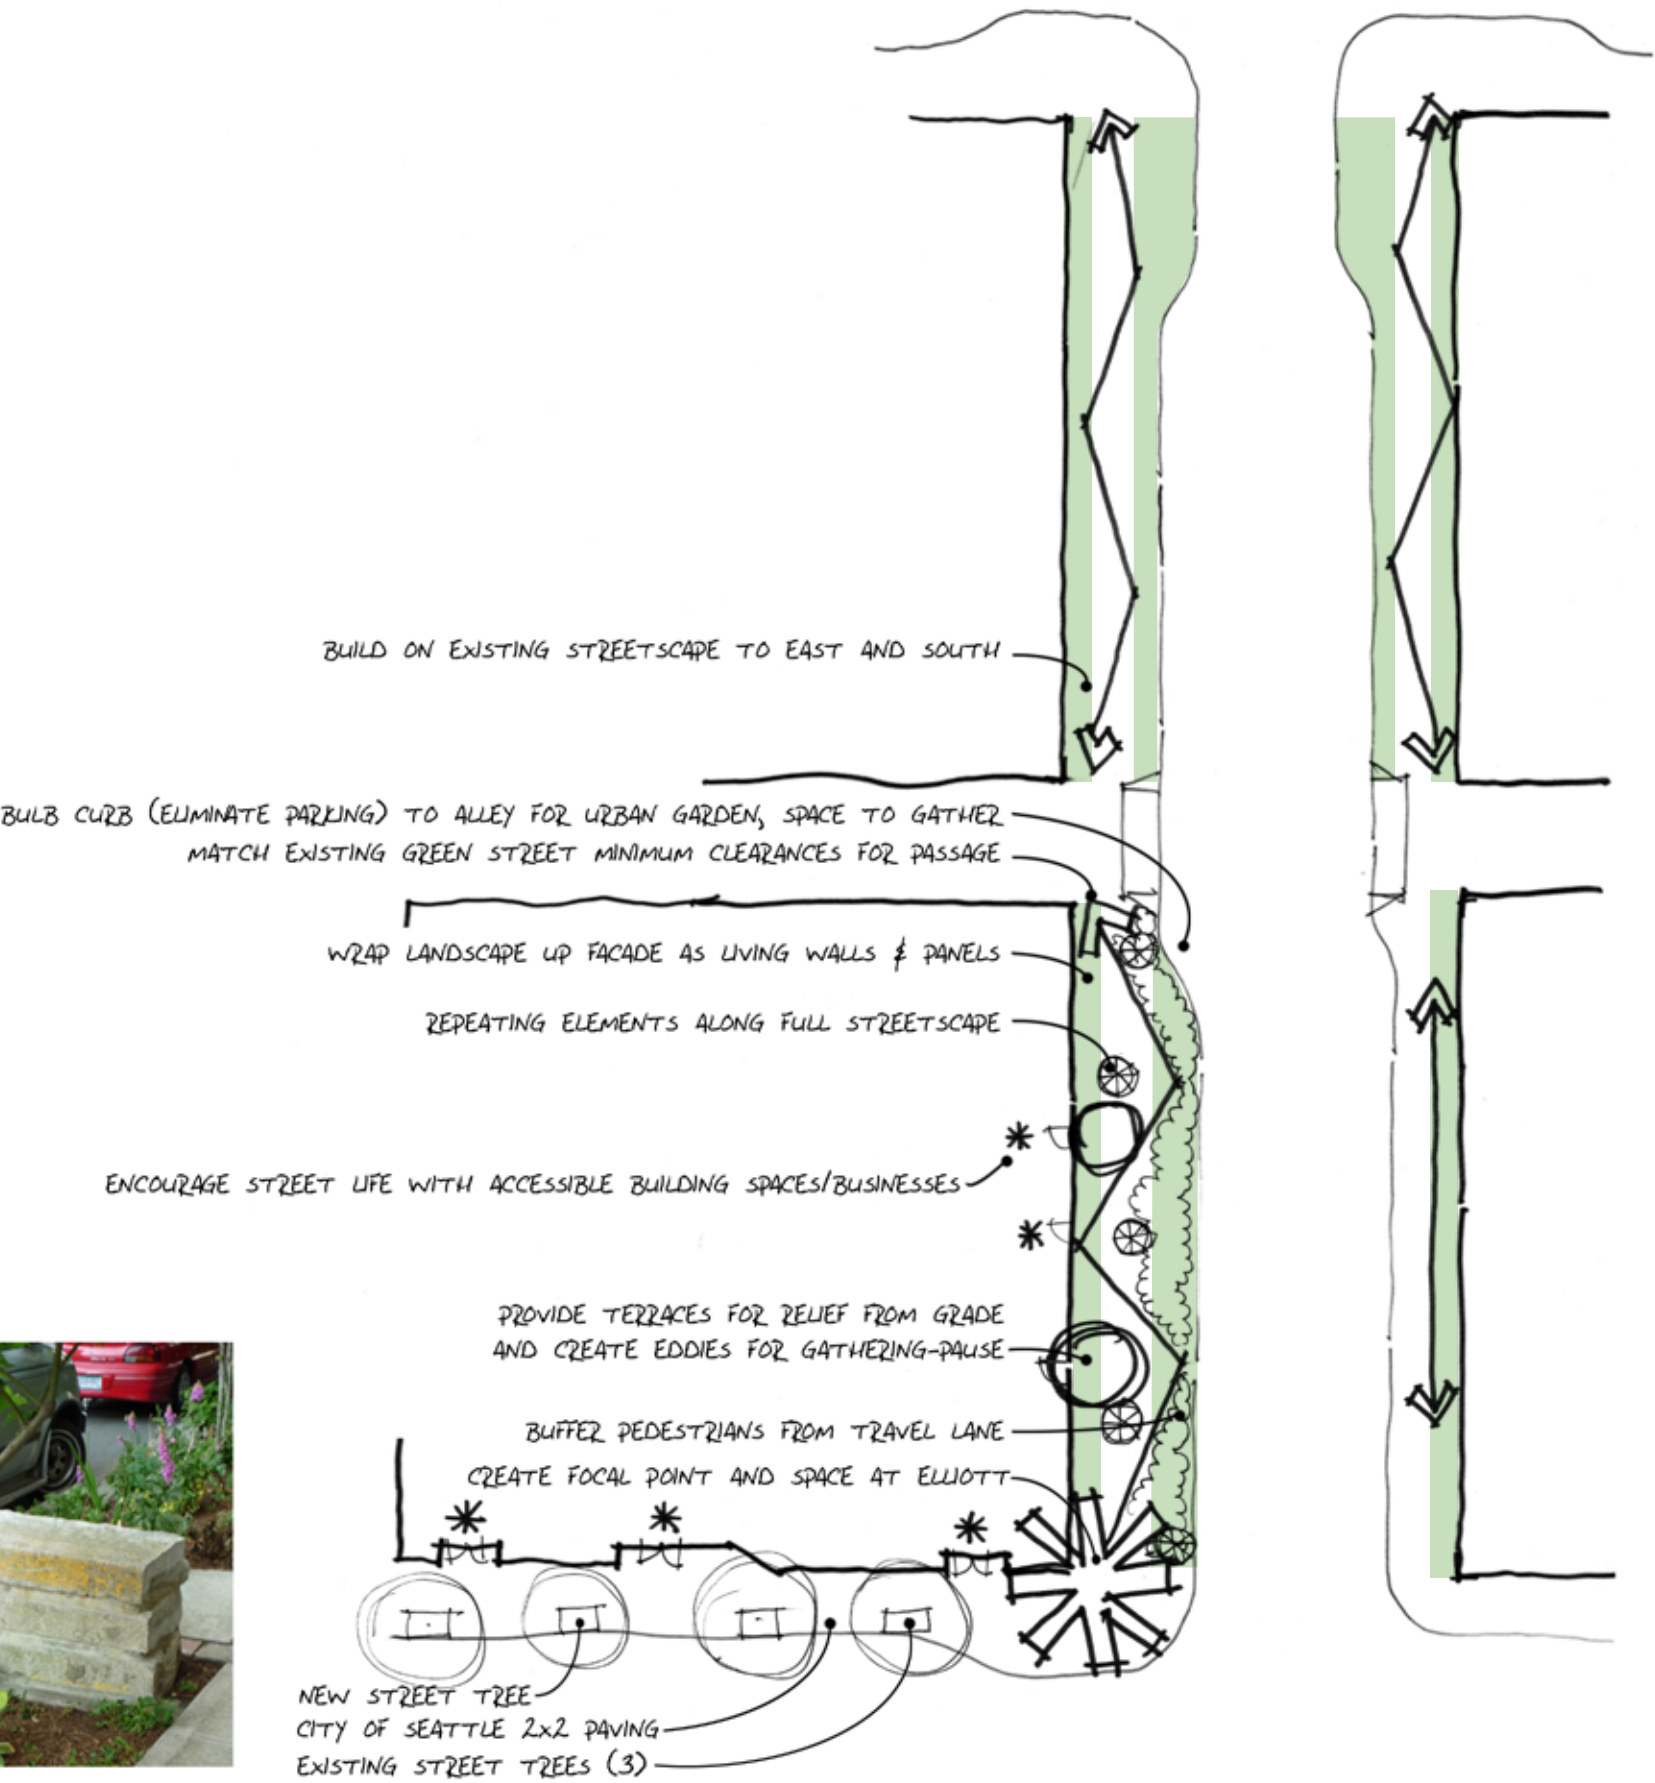 BUILD ON EXISTING STREETSCAPE TO EAST AND SOUTH
BULB CURB (ELIMINATE PARKING) TO ALLEY FOR URBAN GARDEN, SPACE TO GATHER
MATCH EXISTING GREEN STREET MINIMUM CLEARANCES FOR PASSAGE
WRAP LANDSCAPE UP FACADE AS LIVING WALLS & PANELS
REPEATING ELEMENTS ALONG FULL STREETSCAPE
ENCOURAGE STREET LIFE WITH ACCESSIBLE BUILDING SPACES/BUSINESSES
PROVIDE TERRACES FOR RELIEF FROM GRADE
AND CREATE EDDIES FOR GATHERING-PAUSE
BUFFER PEDESTRIANS FROM TRAVEL LANE
CREATE FOCAL POINT AND SPACE AT ELLIOTT
NEW STREET TREE
CITY OF SEATTLE 2x2 PAVING
EXISTING STREET TREES (3)